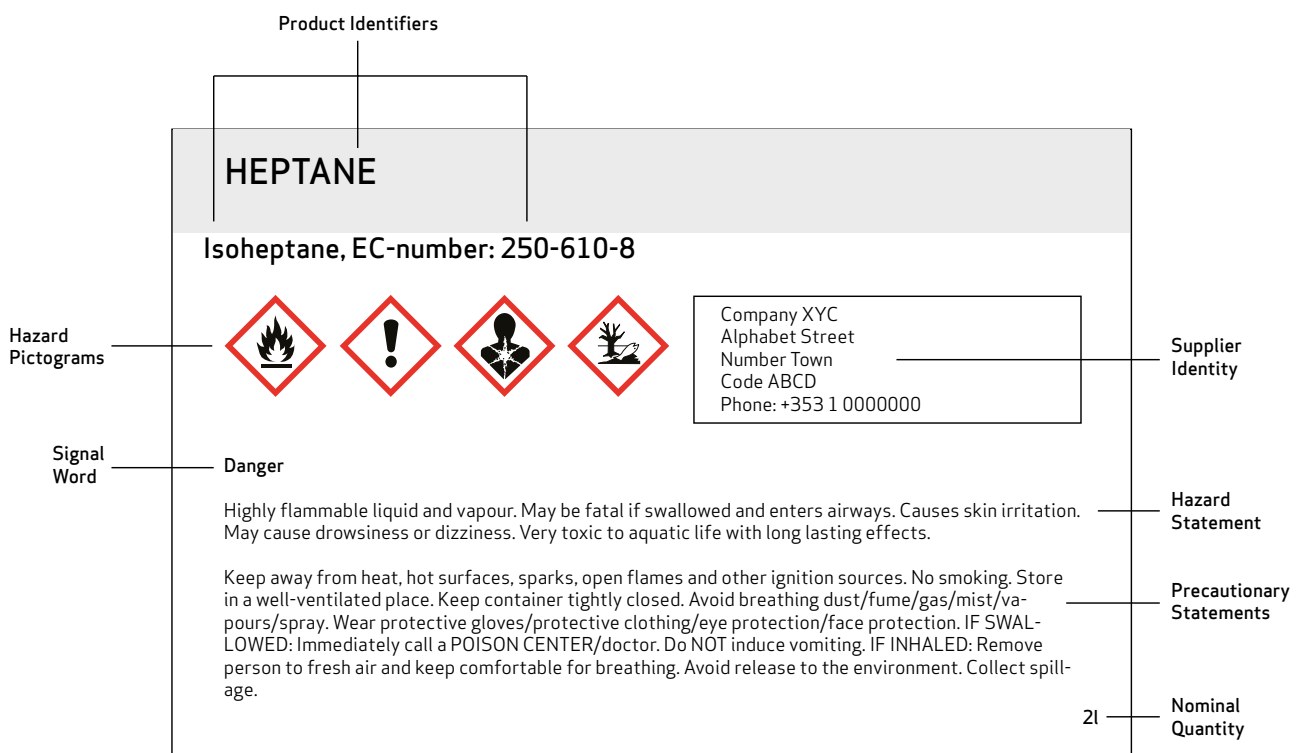 Product Identifiers
HEPTANE
Isoheptane, EC-number: 250-610-8
Hazard
Pictograms
Company XYC
Alphabet Street
Number Town
Code ABCD
Phone: +353 1 0000000
Supplier
Identity
Signal
Word
Danger
Highly flammable liquid and vapour. May be fatal if swallowed and enters airways. Causes skin irritation.
May cause drowsiness or dizziness. Very toxic to aquatic life with long lasting effects.
Hazard
Statement
Keep away from heat, hot surfaces, sparks, open flames and other ignition sources. No smoking. Store
in a well-ventilated place. Keep container tightly closed. Avoid breathing dust/fume/gas/mist/va-
pours/spray. Wear protective gloves/protective clothing/eye protection/face protection. IF SWAL-
LOWED: Immediately call a POISON CENTER/doctor. Do NOT induce vomiting. IF INHALED: Remove
person to fresh air and keep comfortable for breathing. Avoid release to the environment. Collect spill-
age.
Precautionary
Statements
2l
Nominal
Quantity